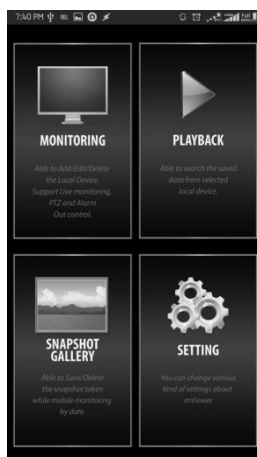 7:40 PM
MONITORING
Able to Add/Edit/Delete
the Local Device.
Support Live monitoring,
PTZ and Alarm
Out control.
PLAYBACK
Able to search the saved
data from selected
local device.
SNAPSHOT
GALLERY
Able to Save/Delete
the snapshot taken
while mobile monitoring
by date.
SETTING
You can change various
kind of settings about
mViewer